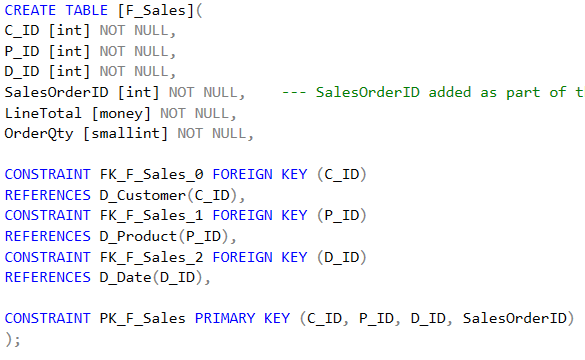 CREATE TABLE [F_Sales](
C_ID [int] NOT NULL,
P_ID [int] NOT NULL,
D_ID [int] NOT NULL,
SalesOrderID [int] NOT NULL,    --- SalesOrderID added as part of t
LineTotal [money] NOT NULL,
OrderQty [smallint] NOT NULL,
CONSTRAINT FK_F_Sales_0 FOREIGN KEY (C_ID)
REFERENCES D_Customer(C_ID),
CONSTRAINT FK_F_Sales_1 FOREIGN KEY (P_ID)
REFERENCES D_Product(P_ID),
CONSTRAINT FK_F_Sales_2 FOREIGN KEY (D_ID)
REFERENCES D_Date(D_ID),
CONSTRAINT PK_F_Sales PRIMARY KEY (C_ID, P_ID, D_ID, SalesOrderID)
);